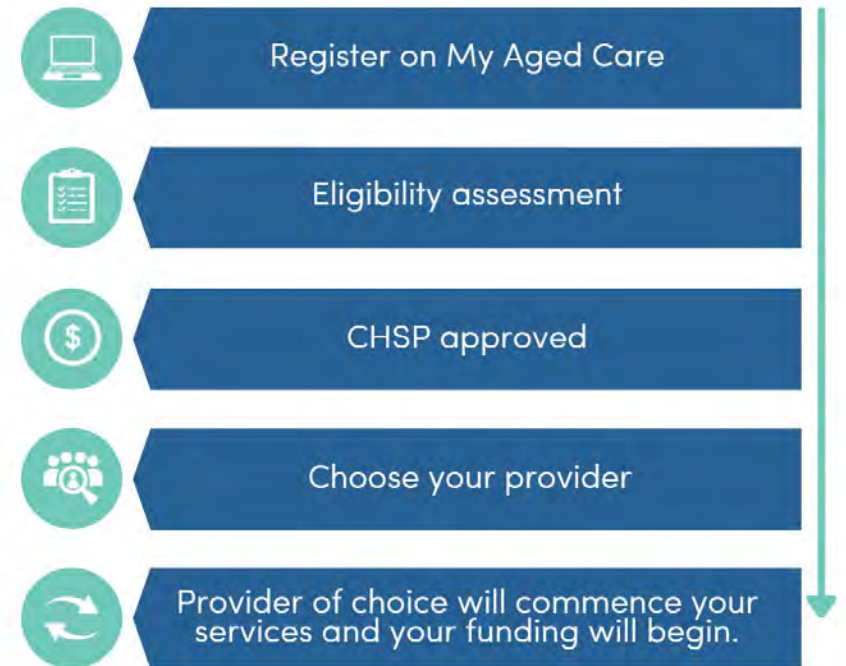 Register on My Aged Care
Eligibility assessment
CHSP approved
$
Choose your provider
Provider of choice will commence your
services and your funding will begin.